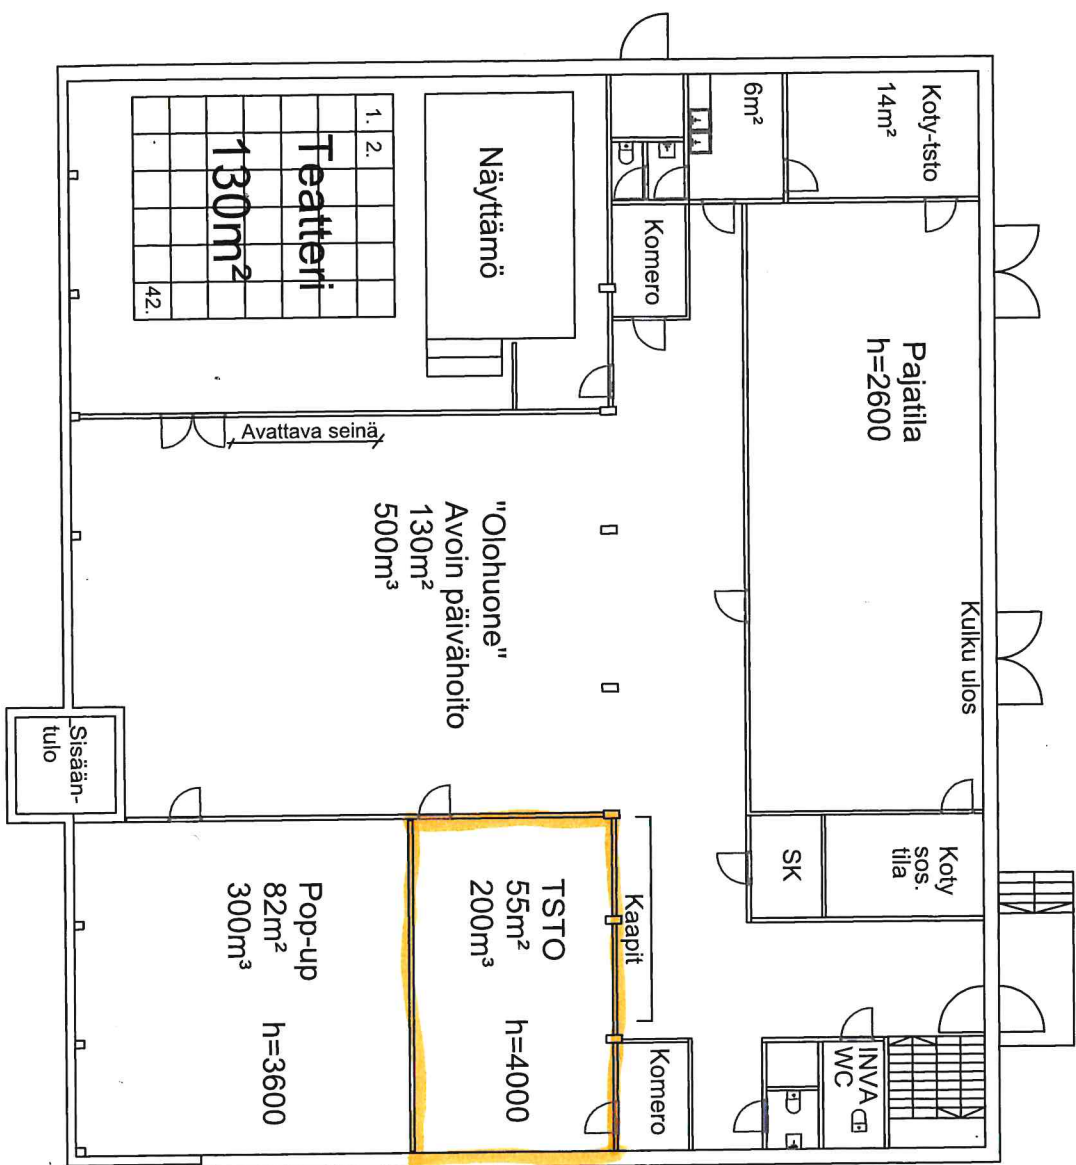 Koty-tsto
14m²
6m²
1.
2.
Teatteri
130m²
42.
Näyttämö
Komero
Pajatila
h=2600
Avattava seinä
"Olohuone"
Avoin päivähoito
130m²
500m³
Kulku ulos
Sisään-
tulo
Koty
sos.
tila
SK
Kaapit
TSTO
55m²
200m³
h=4000
Pop-up
82m²
300m³
h=3600
Komero
INVA
WC